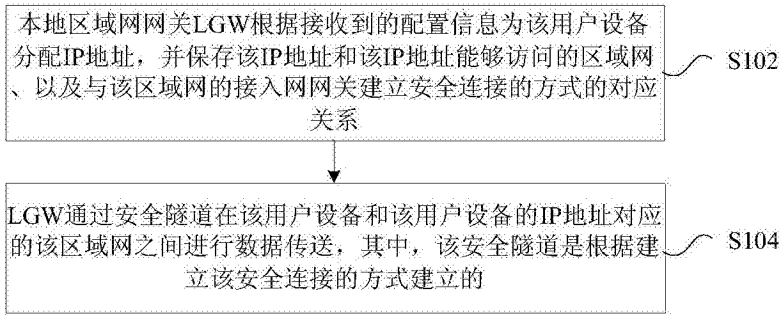 本地区域网网关LGW根据接收到的配置信息为该用户设备
分配IP地址，并保存该IP地址和该IP地址能够访问的区域网
、以及与该区域网的接入网网关建立安全连接的方式的对应
关系
S102
LGW通过安全隧道在该用户设备和该用户设备的IP地址对应
的该区域网之间进行数据传送，其中，该安全隧道是根据建
立该安全连接的方式建立的
S104